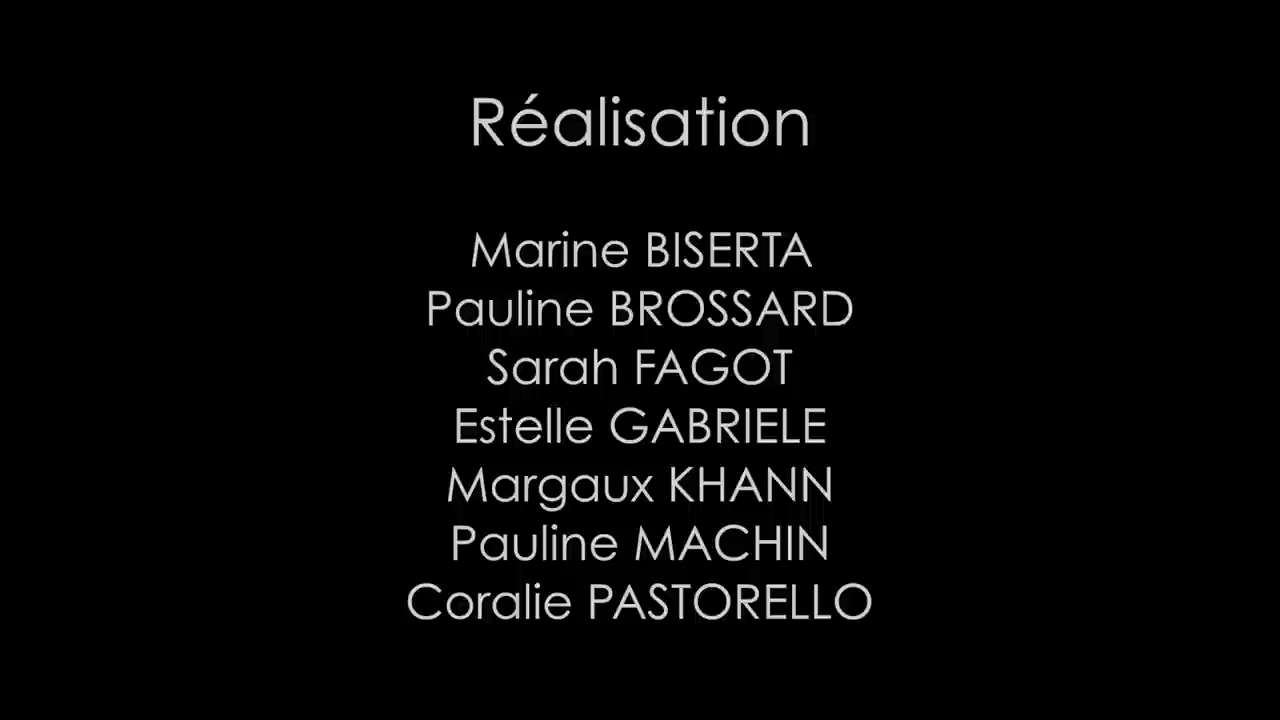 Réalisation
Marine BISERTA
Pauline BROSSARD
Sarah FAGOT
Estelle GABRIELE
Margaux KHANN
Pauline MACHIN
Coralie PASTORELLO